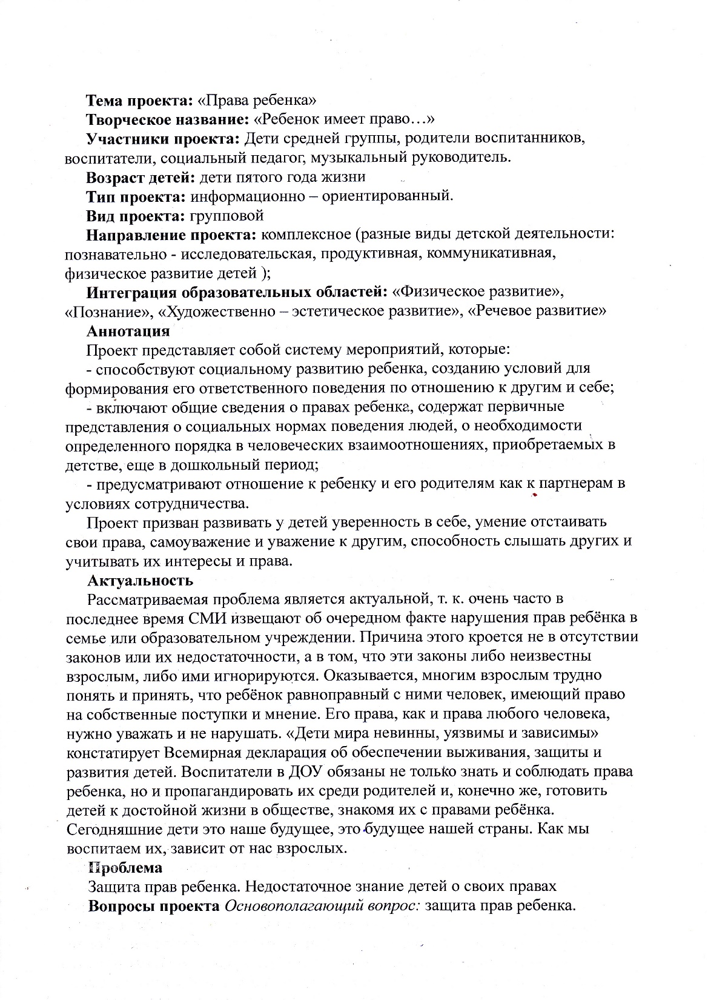 Тема проекта: «Права ребенка»
Творческое название: «Ребенок имеет право…»
Участники проекта: Дети средней группы, родители воспитанников,
воспитатели, социальный педагог, музыкальный руководитель.
Возраст детей: дети пятого года жизни
Тип проекта: информационно – ориентированный.
Вид проекта: групповой
Направление проекта: комплексное (разные виды детской деятельности:
познавательно - исследовательская, продуктивная, коммуникативная,
физическое развитие детей );
Интеграция образовательных областей: «Физическое развитие»,
«Познание», «Художественно – эстетическое развитие», «Речевое развитие»
Аннотация
Проект представляет собой систему мероприятий, которые:
- способствуют социальному развитию ребенка, созданию условий для
формирования его ответственного поведения по отношению к другим и себе;
- включают общие сведения о правах ребенка, содержат первичные
представления о социальных нормах поведения людей, о необходимости
определенного порядка в человеческих взаимоотношениях, приобретаемых в
детстве, еще в дошкольный период;
- предусматривают отношение к ребенку и его родителям как к партнерам в
условиях сотрудничества.
Проект призван развивать у детей уверенность в себе, умение отстаивать
свои права, самоуважение и уважение к другим, способность слышать других и
учитывать их интересы и права.
Актуальность
Рассматриваемая проблема является актуальной, т. к. очень часто в
последнее время СМИ извещают об очередном факте нарушения прав ребёнка в
семье или образовательном учреждении. Причина этого кроется не в отсутствии
законов или их недостаточности, а в том, что эти законы либо неизвестны
взрослым, либо ими игнорируются. Оказывается, многим взрослым трудно
понять и принять, что ребёнок равноправный с ними человек, имеющий право
на собственные поступки и мнение. Его права, как и права любого человека,
нужно уважать и не нарушать. «Дети мира невинны, уязвимы и зависимы»
констатирует Всемирная декларация об обеспечении выживания, защиты и
развития детей. Воспитатели в ДОУ обязаны не только знать и соблюдать права
ребенка, но и пропагандировать их среди родителей и, конечно же, готовить
детей к достойной жизни в обществе, знакомя их с правами ребёнка.
Сегодняшние дети это наше будущее, это будущее нашей страны. Как мы
воспитаем их, зависит от нас взрослых.
Проблема
Защита прав ребенка. Недостаточное знание детей о своих правах
Вопросы проекта Основополагающий вопрос: защита прав ребенка.